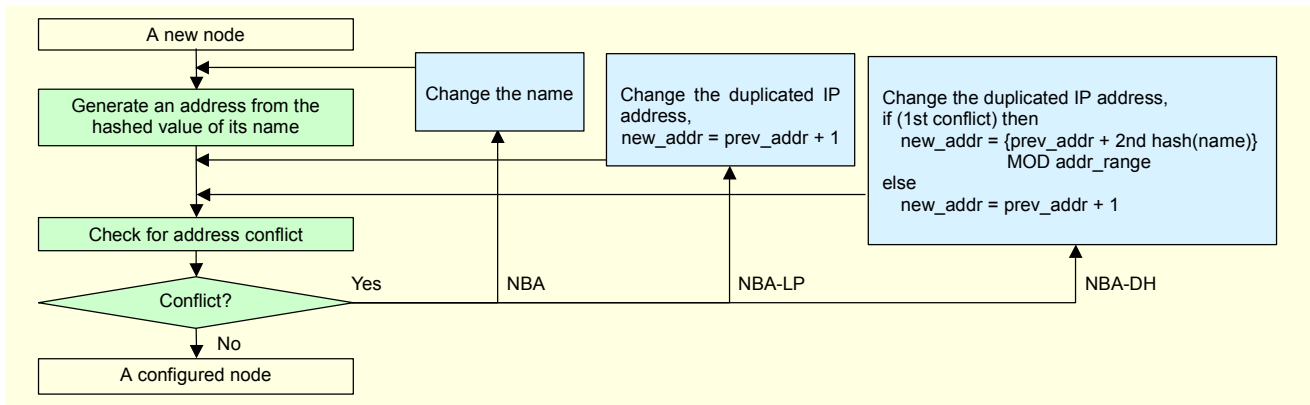 A new node
Generate an address from the
hashed value of its name
Check for address conflict
Conflict?
Yes
No
A configured node
Change the name
NBA
Change the duplicated IP
address,
new_addr = prev_addr + 1
NBA-LP
Change the duplicated IP address,
if (1st conflict) then
new_addr = {prev_addr + 2nd hash(name)}
MOD addr_range
else
new_addr = prev_addr + 1
NBA-DH